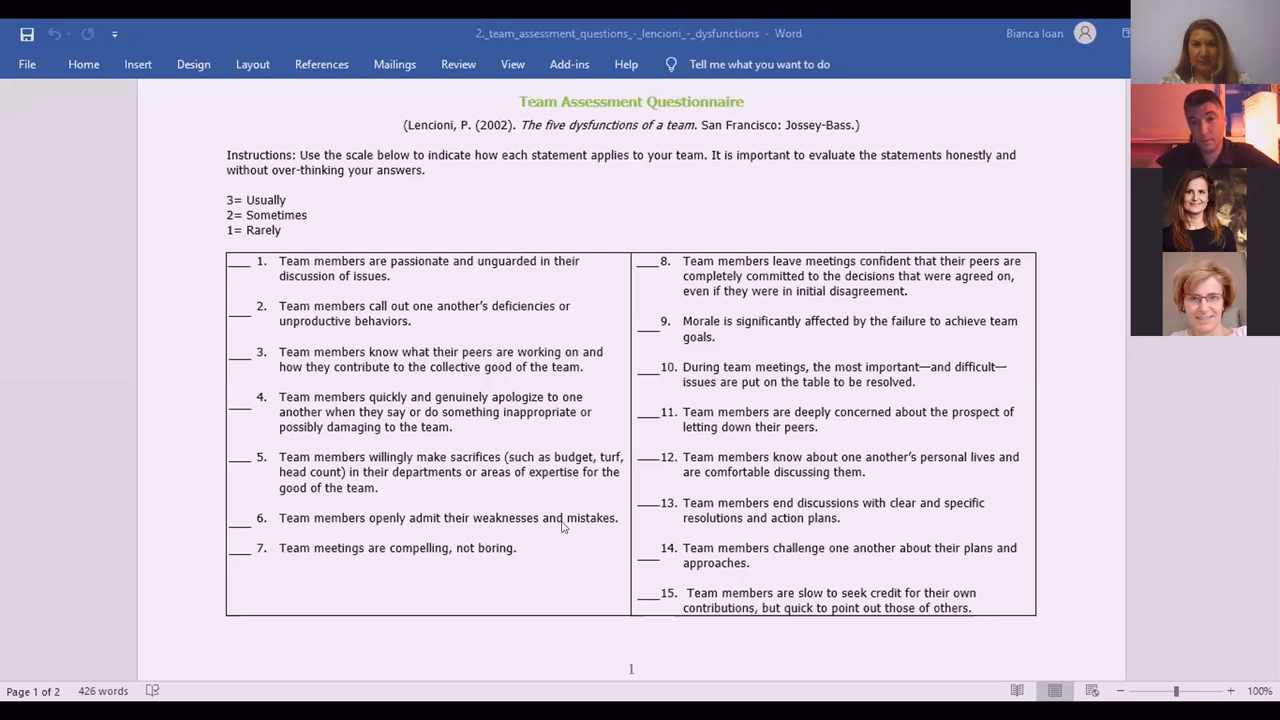 2._team_assessment_questions_-_lencioni_-_dysfunctions - Word
Bianca Ioan
File Home Insert Design Layout References Mailings Review View Add-ins Help Tell me what you want to do
Team Assessment Questionnaire
(Lencioni, P. (2002). The five dysfunctions of a team. San Francisco: Jossey-Bass.)
Instructions: Use the scale below to indicate how each statement applies to your team. It is important to evaluate the statements honestly and
without over-thinking your answers.
3= Usually
2= Sometimes
1= Rarely
___ 1. Team members are passionate and unguarded in their
discussion of issues.
___ 2. Team members call out one another's deficiencies or
unproductive behaviors.
___ 3. Team members know what their peers are working on and
how they contribute to the collective good of the team.
___ 4. Team members quickly and genuinely apologize to one
another when they say or do something inappropriate or
possibly damaging to the team.
___ 5. Team members willingly make sacrifices (such as budget, turf,
head count) in their departments or areas of expertise for the
good of the team.
___ 6. Team members openly admit their weaknesses and mistakes.
___ 7. Team meetings are compelling, not boring.
___8. Team members leave meetings confident that their peers are
completely committed to the decisions that were agreed on,
even if they were in initial disagreement.
___9. Morale is significantly affected by the failure to achieve team
goals.
___10. During team meetings, the most important—and difficult—
issues are put on the table to be resolved.
___11. Team members are deeply concerned about the prospect of
letting down their peers.
___12. Team members know about one another's personal lives and
are comfortable discussing them.
___13. Team members end discussions with clear and specific
resolutions and action plans.
___14. Team members challenge one another about their plans and
approaches.
___15. Team members are slow to seek credit for their own
contributions, but quick to point out those of others.
1
Page 1 of 2 426 words 100%